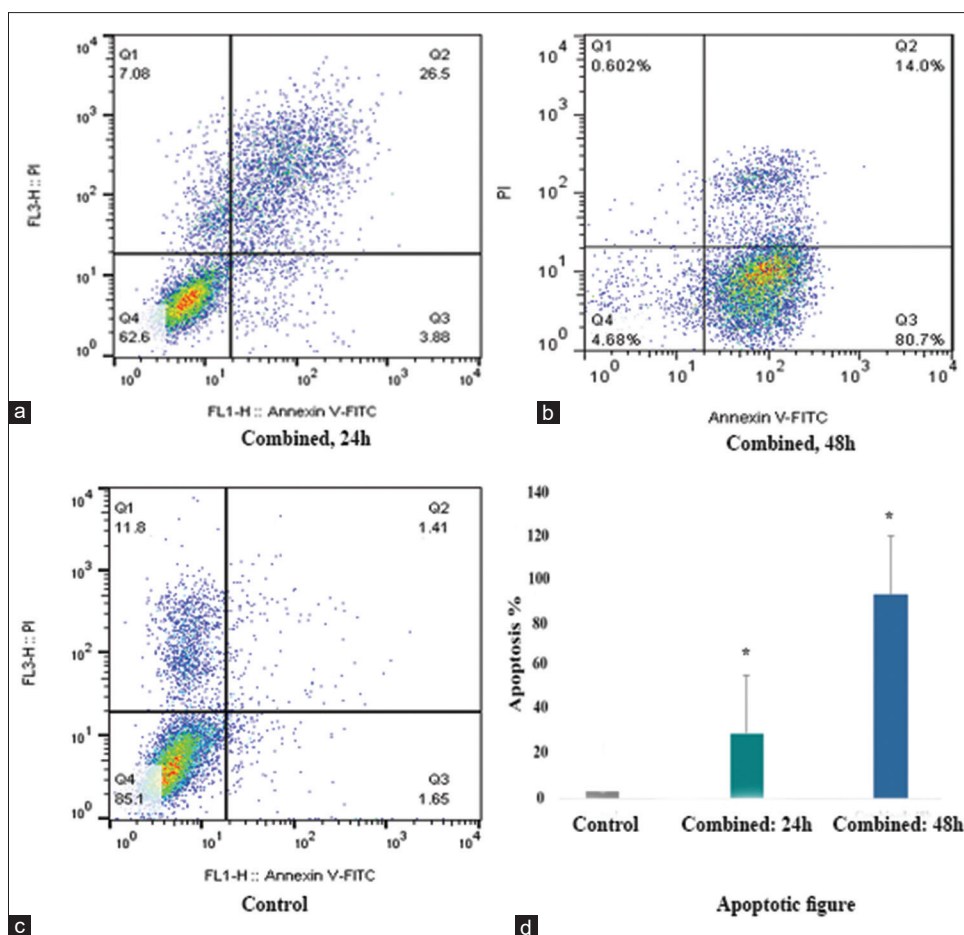 Q1
7.08
Q2
26.5
Q4
62.6
Q3
3.88
10⁴
10³
10²
10¹
10⁰
10⁰ 10¹ 10² 10³ 10⁴
FL3-H :: PI
FL1-H :: Annexin V-FITC
a
Combined, 24h
Q1
0.602%
Q2
14.0%
Q4
4.68%
Q3
80.7%
10⁴
10³
10²
10¹
10⁰
10⁰ 10¹ 10² 10³ 10⁴
PI
Annexin V-FITC
b
Combined, 48h
Q1
11.8
Q2
1.41
Q4
85.1
Q3
1.65
10⁴
10³
10²
10¹
10⁰
10⁰ 10¹ 10² 10³ 10⁴
FL3-H :: PI
FL1-H :: Annexin V-FITC
c
Control
140
120
100
80
60
40
20
0
Apoptosis %
*
*
Control Combined: 24h Combined: 48h
d
Apoptotic figure